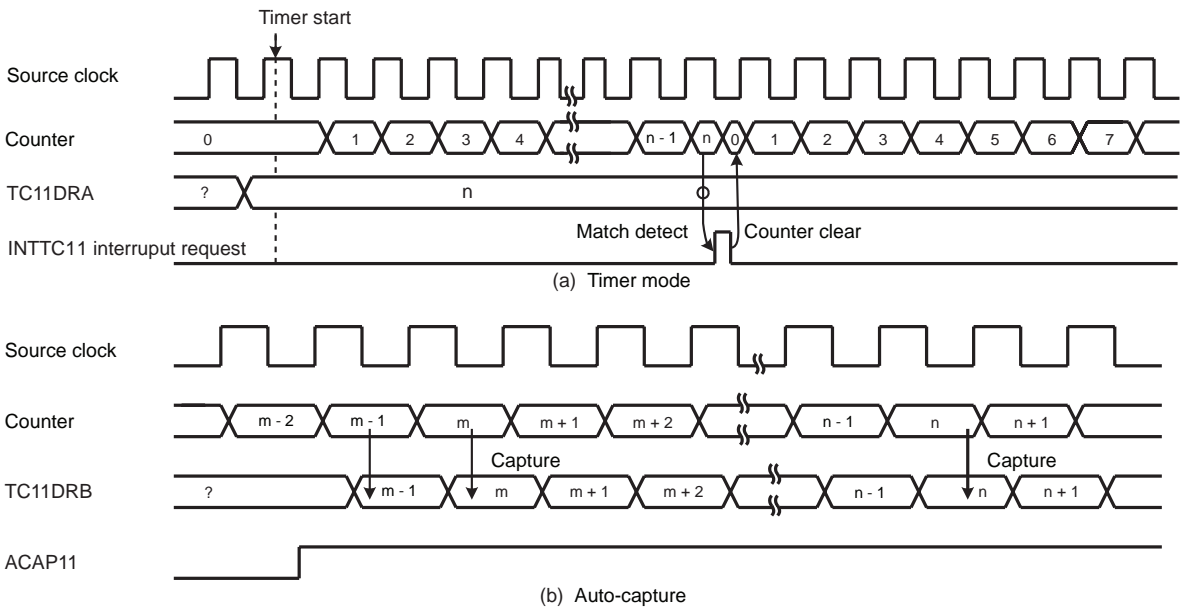 Timer start
Source clock
Counter 0 1 2 3 4 n - 1 n 0 1 2 3 4 5 6 7
TC11DRA ? n
Match detect Counter clear
INTTC11 interruput request
(a) Timer mode
Source clock
Counter m - 2 m - 1 m m + 1 m + 2 n - 1 n n + 1
Capture Capture
TC11DRB ? m - 1 m m + 1 m + 2 n - 1 n n + 1
ACAP11
(b) Auto-capture